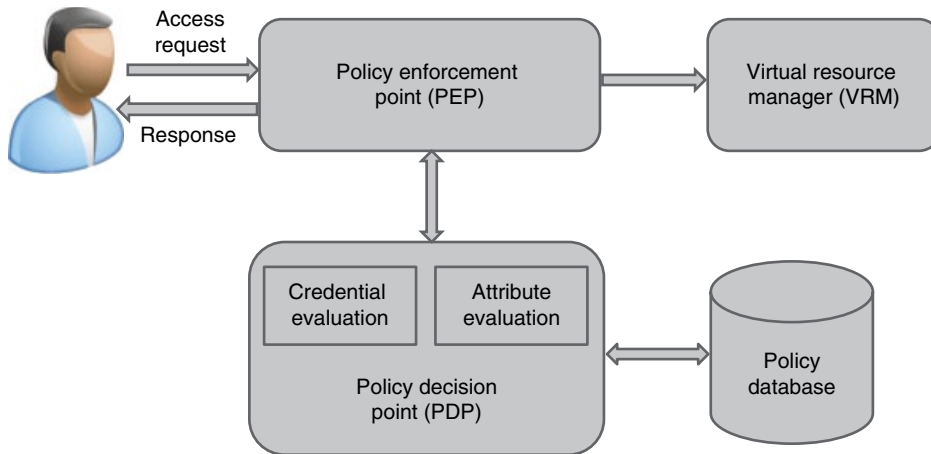 Access
request
Response
Policy enforcement
point (PEP)
Virtual resource
manager (VRM)
Credential
evaluation
Attribute
evaluation
Policy decision
point (PDP)
Policy
database